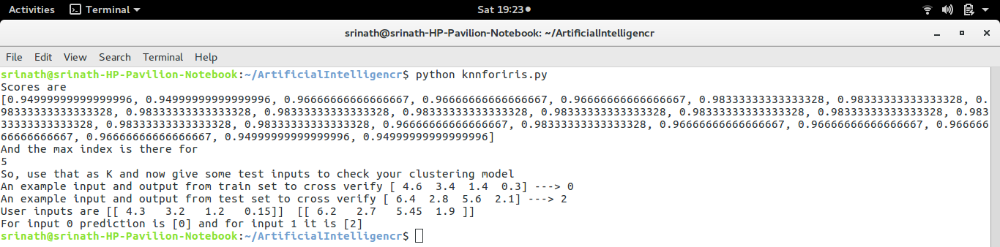 Activities Terminal Sat 19:23
srinath@srinath-HP-Pavilion-Notebook: ~/ArtificialIntelligencr
File Edit View Search Terminal Help
srinath@srinath-HP-Pavilion-Notebook:~/ArtificialIntelligencr$ python knnforiris.py
Scores are
[0.94999999999999996, 0.94999999999999996, 0.96666666666666667, 0.96666666666666667, 0.96666666666666667, 0.98333333333333328, 0.98333333333333328, 0.
98333333333333328, 0.98333333333333328, 0.98333333333333328, 0.98333333333333328, 0.98333333333333328, 0.98333333333333328, 0.98333333333333328, 0.983
33333333333328, 0.98333333333333328, 0.98333333333333328, 0.96666666666666667, 0.98333333333333328, 0.96666666666666667, 0.96666666666666667, 0.966666
66666666667, 0.96666666666666667, 0.94999999999999996, 0.94999999999999996]
And the max index is there for
5
So, use that as K and now give some test inputs to check your clustering model
An example input and output from train set to cross verify [ 4.6  3.4  1.4  0.3] ---> 0
An example input and output from test set to cross verify [ 6.4  2.8  5.6  2.1] ---> 2
User inputs are [[ 4.3   3.2   1.2   0.15]]  [[ 6.2   2.7   5.45  1.9 ]]
For input 0 prediction is [0] and for input 1 it is [2]
srinath@srinath-HP-Pavilion-Notebook:~/ArtificialIntelligencr$